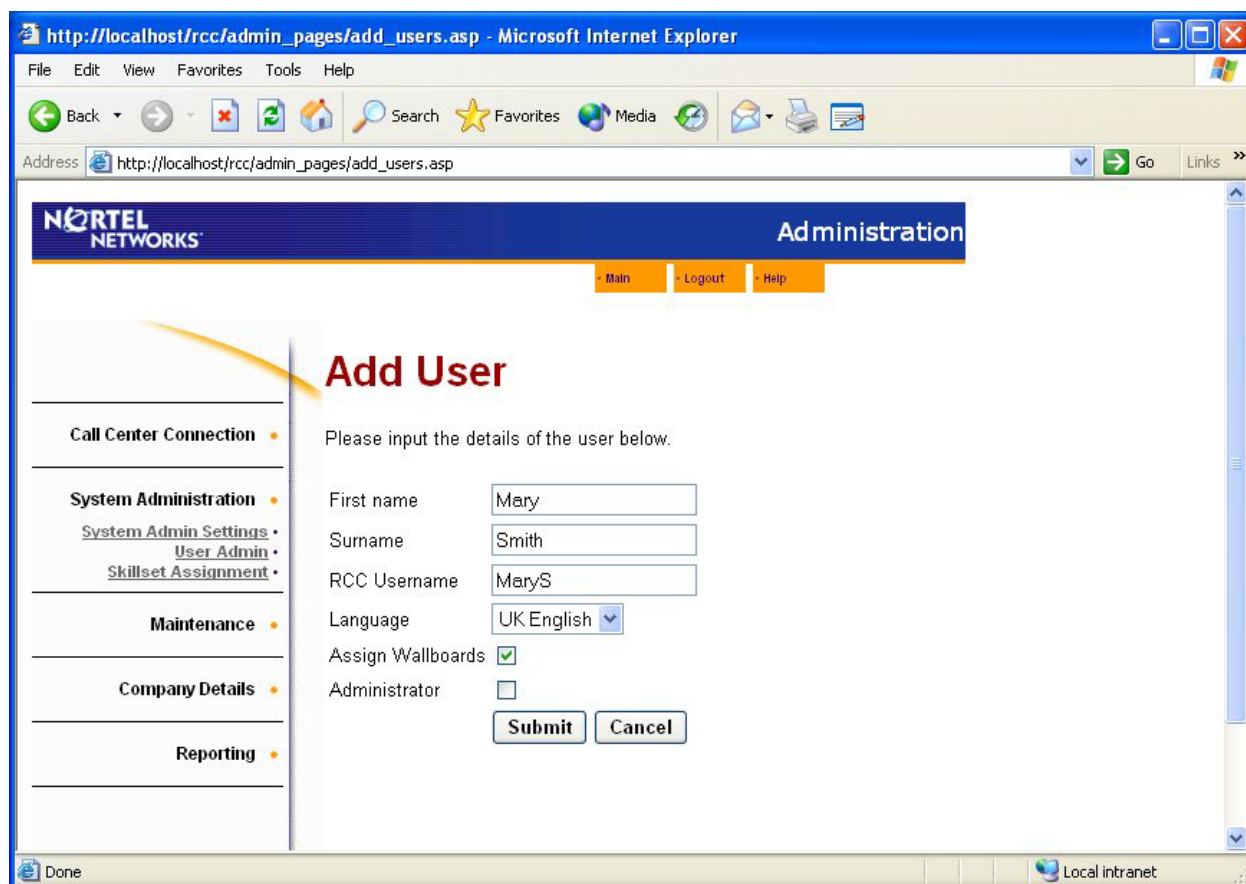 http://localhost/rcc/admin_pages/add_users.asp - Microsoft Internet Explorer
File Edit View Favorites Tools Help
Back Search Favorites Media
Address http://localhost/rcc/admin_pages/add_users.asp Go Links »
NORTEL
NETWORKS
Administration
- Main - Logout - Help
Add User
Please input the details of the user below.
Call Center Connection •
System Administration •
System Admin Settings •
User Admin •
Skillset Assignment •
Maintenance •
Company Details •
Reporting •
First name Mary
Surname Smith
RCC Username MaryS
Language UK English
Assign Wallboards
Administrator
Submit Cancel
Done Local intranet